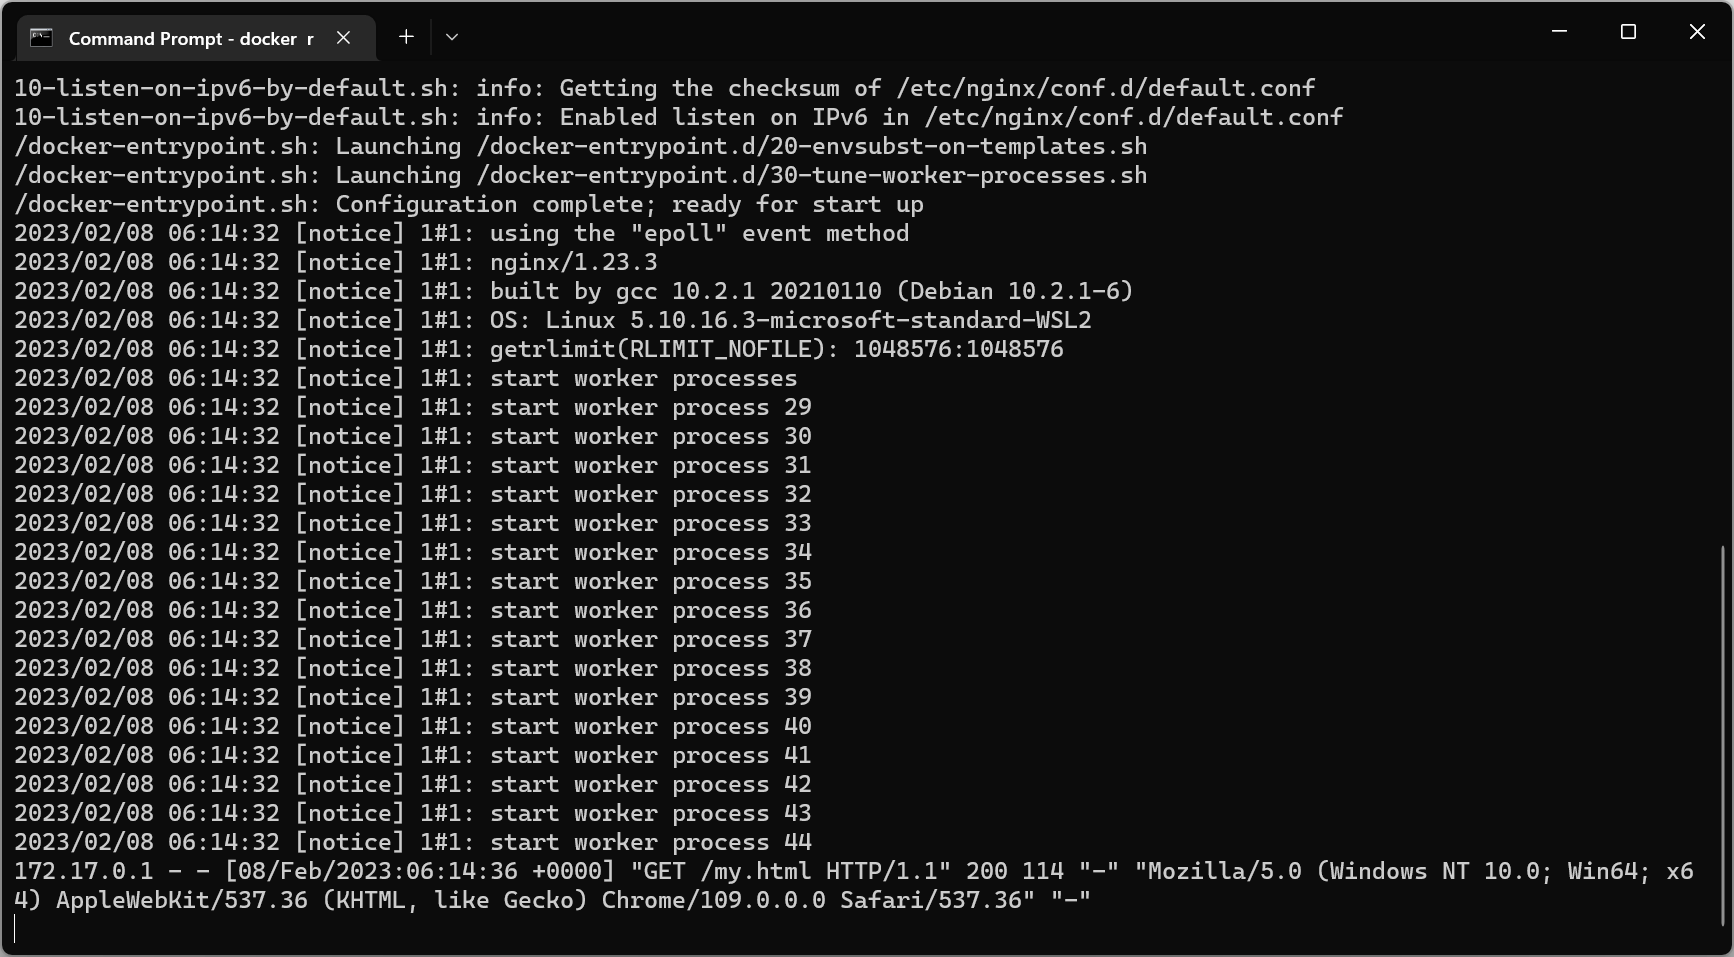 Command Prompt - docker  r
10-listen-on-ipv6-by-default.sh: info: Getting the checksum of /etc/nginx/conf.d/default.conf
10-listen-on-ipv6-by-default.sh: info: Enabled listen on IPv6 in /etc/nginx/conf.d/default.conf
/docker-entrypoint.sh: Launching /docker-entrypoint.d/20-envsubst-on-templates.sh
/docker-entrypoint.sh: Launching /docker-entrypoint.d/30-tune-worker-processes.sh
/docker-entrypoint.sh: Configuration complete; ready for start up
2023/02/08 06:14:32 [notice] 1#1: using the "epoll" event method
2023/02/08 06:14:32 [notice] 1#1: nginx/1.23.3
2023/02/08 06:14:32 [notice] 1#1: built by gcc 10.2.1 20210110 (Debian 10.2.1-6)
2023/02/08 06:14:32 [notice] 1#1: OS: Linux 5.10.16.3-microsoft-standard-WSL2
2023/02/08 06:14:32 [notice] 1#1: getrlimit(RLIMIT_NOFILE): 1048576:1048576
2023/02/08 06:14:32 [notice] 1#1: start worker processes
2023/02/08 06:14:32 [notice] 1#1: start worker process 29
2023/02/08 06:14:32 [notice] 1#1: start worker process 30
2023/02/08 06:14:32 [notice] 1#1: start worker process 31
2023/02/08 06:14:32 [notice] 1#1: start worker process 32
2023/02/08 06:14:32 [notice] 1#1: start worker process 33
2023/02/08 06:14:32 [notice] 1#1: start worker process 34
2023/02/08 06:14:32 [notice] 1#1: start worker process 35
2023/02/08 06:14:32 [notice] 1#1: start worker process 36
2023/02/08 06:14:32 [notice] 1#1: start worker process 37
2023/02/08 06:14:32 [notice] 1#1: start worker process 38
2023/02/08 06:14:32 [notice] 1#1: start worker process 39
2023/02/08 06:14:32 [notice] 1#1: start worker process 40
2023/02/08 06:14:32 [notice] 1#1: start worker process 41
2023/02/08 06:14:32 [notice] 1#1: start worker process 42
2023/02/08 06:14:32 [notice] 1#1: start worker process 43
2023/02/08 06:14:32 [notice] 1#1: start worker process 44
172.17.0.1 - - [08/Feb/2023:06:14:36 +0000] "GET /my.html HTTP/1.1" 200 114 "-" "Mozilla/5.0 (Windows NT 10.0; Win64; x6
4) AppleWebKit/537.36 (KHTML, like Gecko) Chrome/109.0.0.0 Safari/537.36" "-"